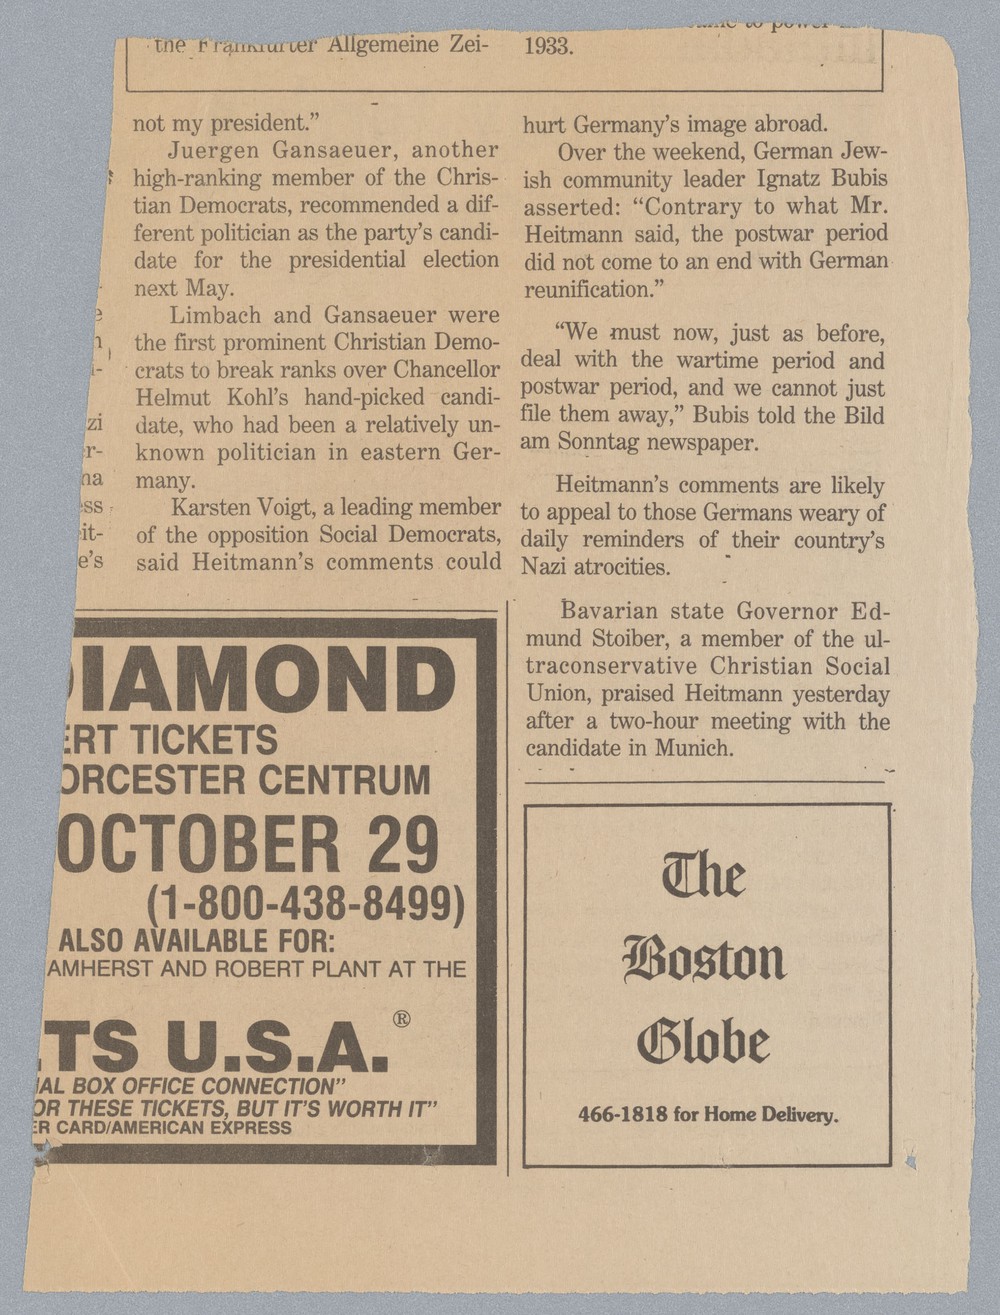 the Frankfurter Allgemeine Zei-
1933.
not my president.”
Juergen Gansaeuer, another
high-ranking member of the Chris-
tian Democrats, recommended a dif-
ferent politician as the party’s candi-
date for the presidential election
next May.
Limbach and Gansaeuer were
the first prominent Christian Demo-
crats to break ranks over Chancellor
Helmut Kohl’s hand-picked candi-
date, who had been a relatively un-
known politician in eastern Ger-
many.
Karsten Voigt, a leading member
of the opposition Social Democrats,
said Heitmann’s comments could
hurt Germany’s image abroad.
Over the weekend, German Jew-
ish community leader Ignatz Bubis
asserted: “Contrary to what Mr.
Heitmann said, the postwar period
did not come to an end with German
reunification.”
“We must now, just as before,
deal with the wartime period and
postwar period, and we cannot just
file them away,” Bubis told the Bild
am Sonntag newspaper.
Heitmann’s comments are likely
to appeal to those Germans weary of
daily reminders of their country’s
Nazi atrocities.
Bavarian state Governor Ed-
mund Stoiber, a member of the ul-
traconservative Christian Social
Union, praised Heitmann yesterday
after a two-hour meeting with the
candidate in Munich.
zi
er-
na
ess
eit-
e’s
DIAMOND
ERT TICKETS
ORCESTER CENTRUM
OCTOBER 29
(1-800-438-8499)
ALSO AVAILABLE FOR:
AMHERST AND ROBERT PLANT AT THE
TS U.S.A.®
IAL BOX OFFICE CONNECTION”
OR THESE TICKETS, BUT IT’S WORTH IT”
ER CARD/AMERICAN EXPRESS
The
Boston
Globe
466-1818 for Home Delivery.